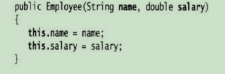 public Employee(String name, double salary)
{
this.name = name;
this.salary = salary;
}